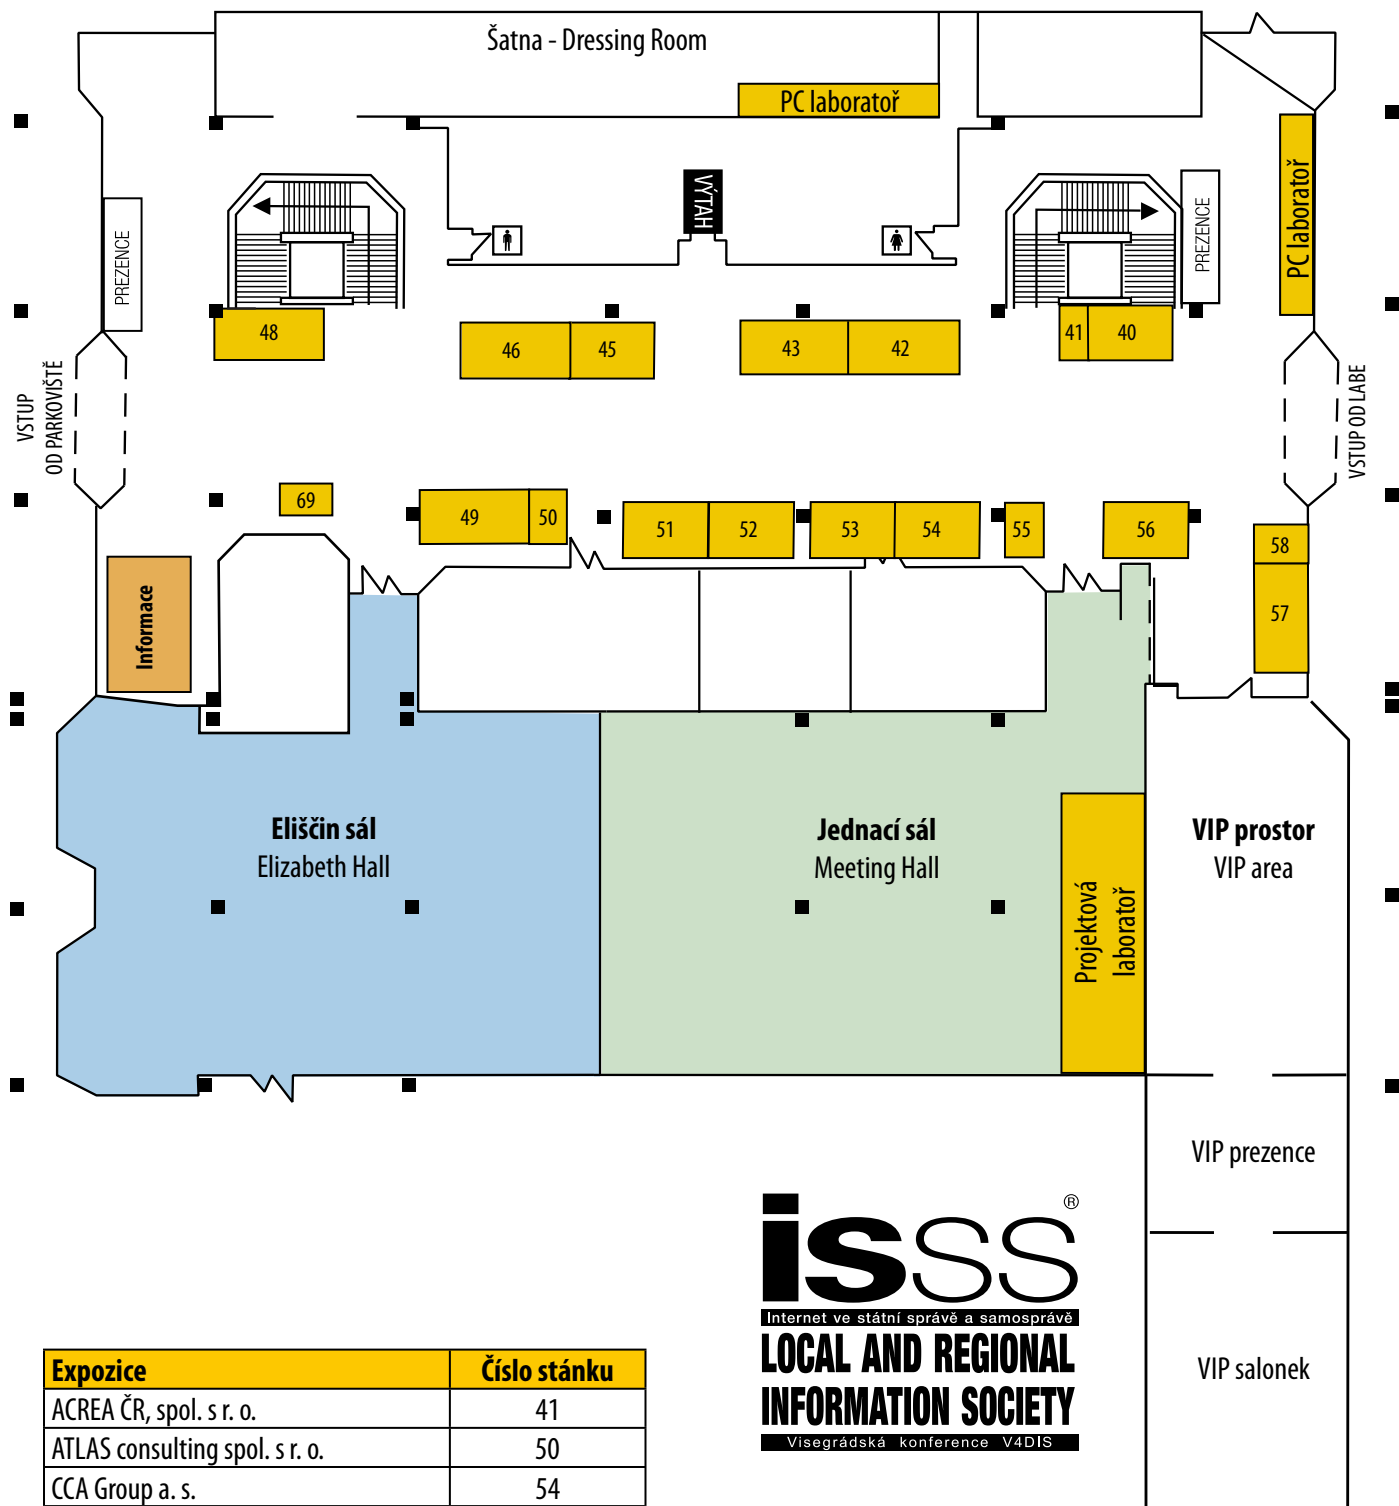 Šatna - Dressing Room
PC laboratoř
PC laboratoř
VÝTAH
PREZENCE
PREZENCE
48
46
45
43
42
41
40
VSTUP
OD PARKOVIŠTĚ
VSTUP OD LABE
69
49
50
51
52
53
54
55
56
58
57
Informace
Eliščin sál
Elizabeth Hall
Jednací sál
Meeting Hall
Projektová
laboratoř
VIP prostor
VIP area
VIP prezence
VIP salonek
isss®
Internet ve státní správě a samosprávě
LOCAL AND REGIONAL
INFORMATION SOCIETY
Visegrádská konference V4DIS
Expozice Číslo stánku
ACREA ČR, spol. s r. o. 41
ATLAS consulting spol. s r. o. 50
CCA Group a. s. 54